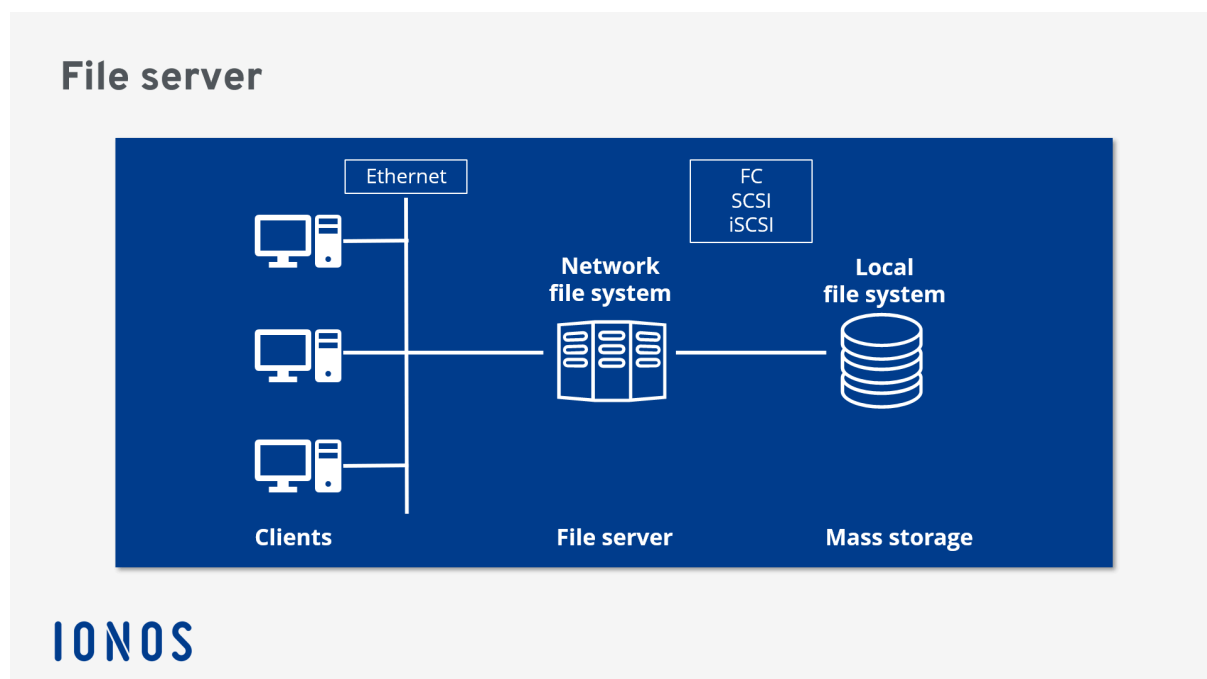 File server
Ethernet
FC
SCSI
iSCSI
Network
file system
Local
file system
Clients
File server
Mass storage
IONOS